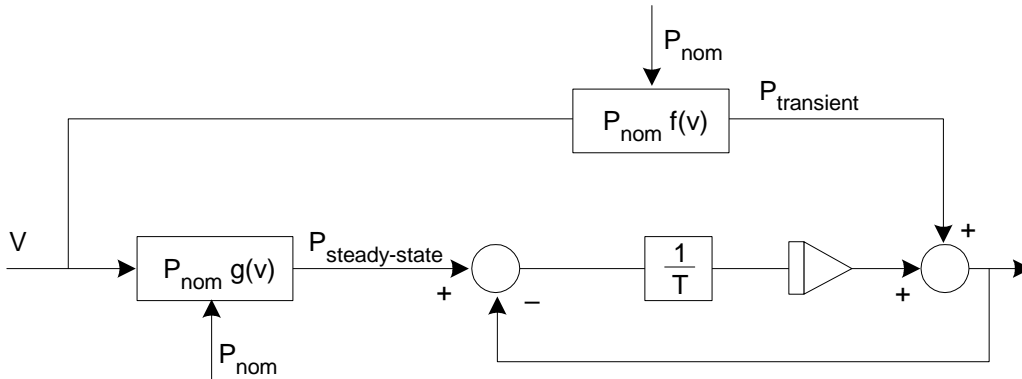 P_nom
P_transient
P_nom f(v)
V
P_steady-state
P_nom g(v)
1
T
+
+
+
–
P_nom